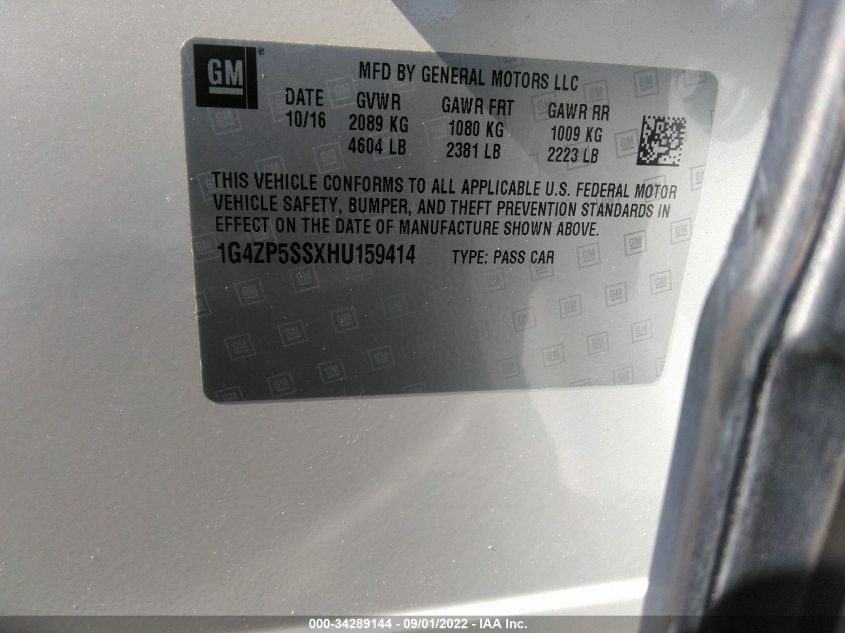 GM
MFD BY GENERAL MOTORS LLC
DATE GVWR GAWR FRT GAWR RR
10/16 2089 KG 1080 KG 1009 KG
4604 LB 2381 LB 2223 LB
THIS VEHICLE CONFORMS TO ALL APPLICABLE U.S. FEDERAL MOTOR
VEHICLE SAFETY, BUMPER, AND THEFT PREVENTION STANDARDS IN
EFFECT ON THE DATE OF MANUFACTURE SHOWN ABOVE.
1G4ZP5SSXHU159414 TYPE: PASS CAR
000-34289144 - 09/01/2022 - IAA Inc.